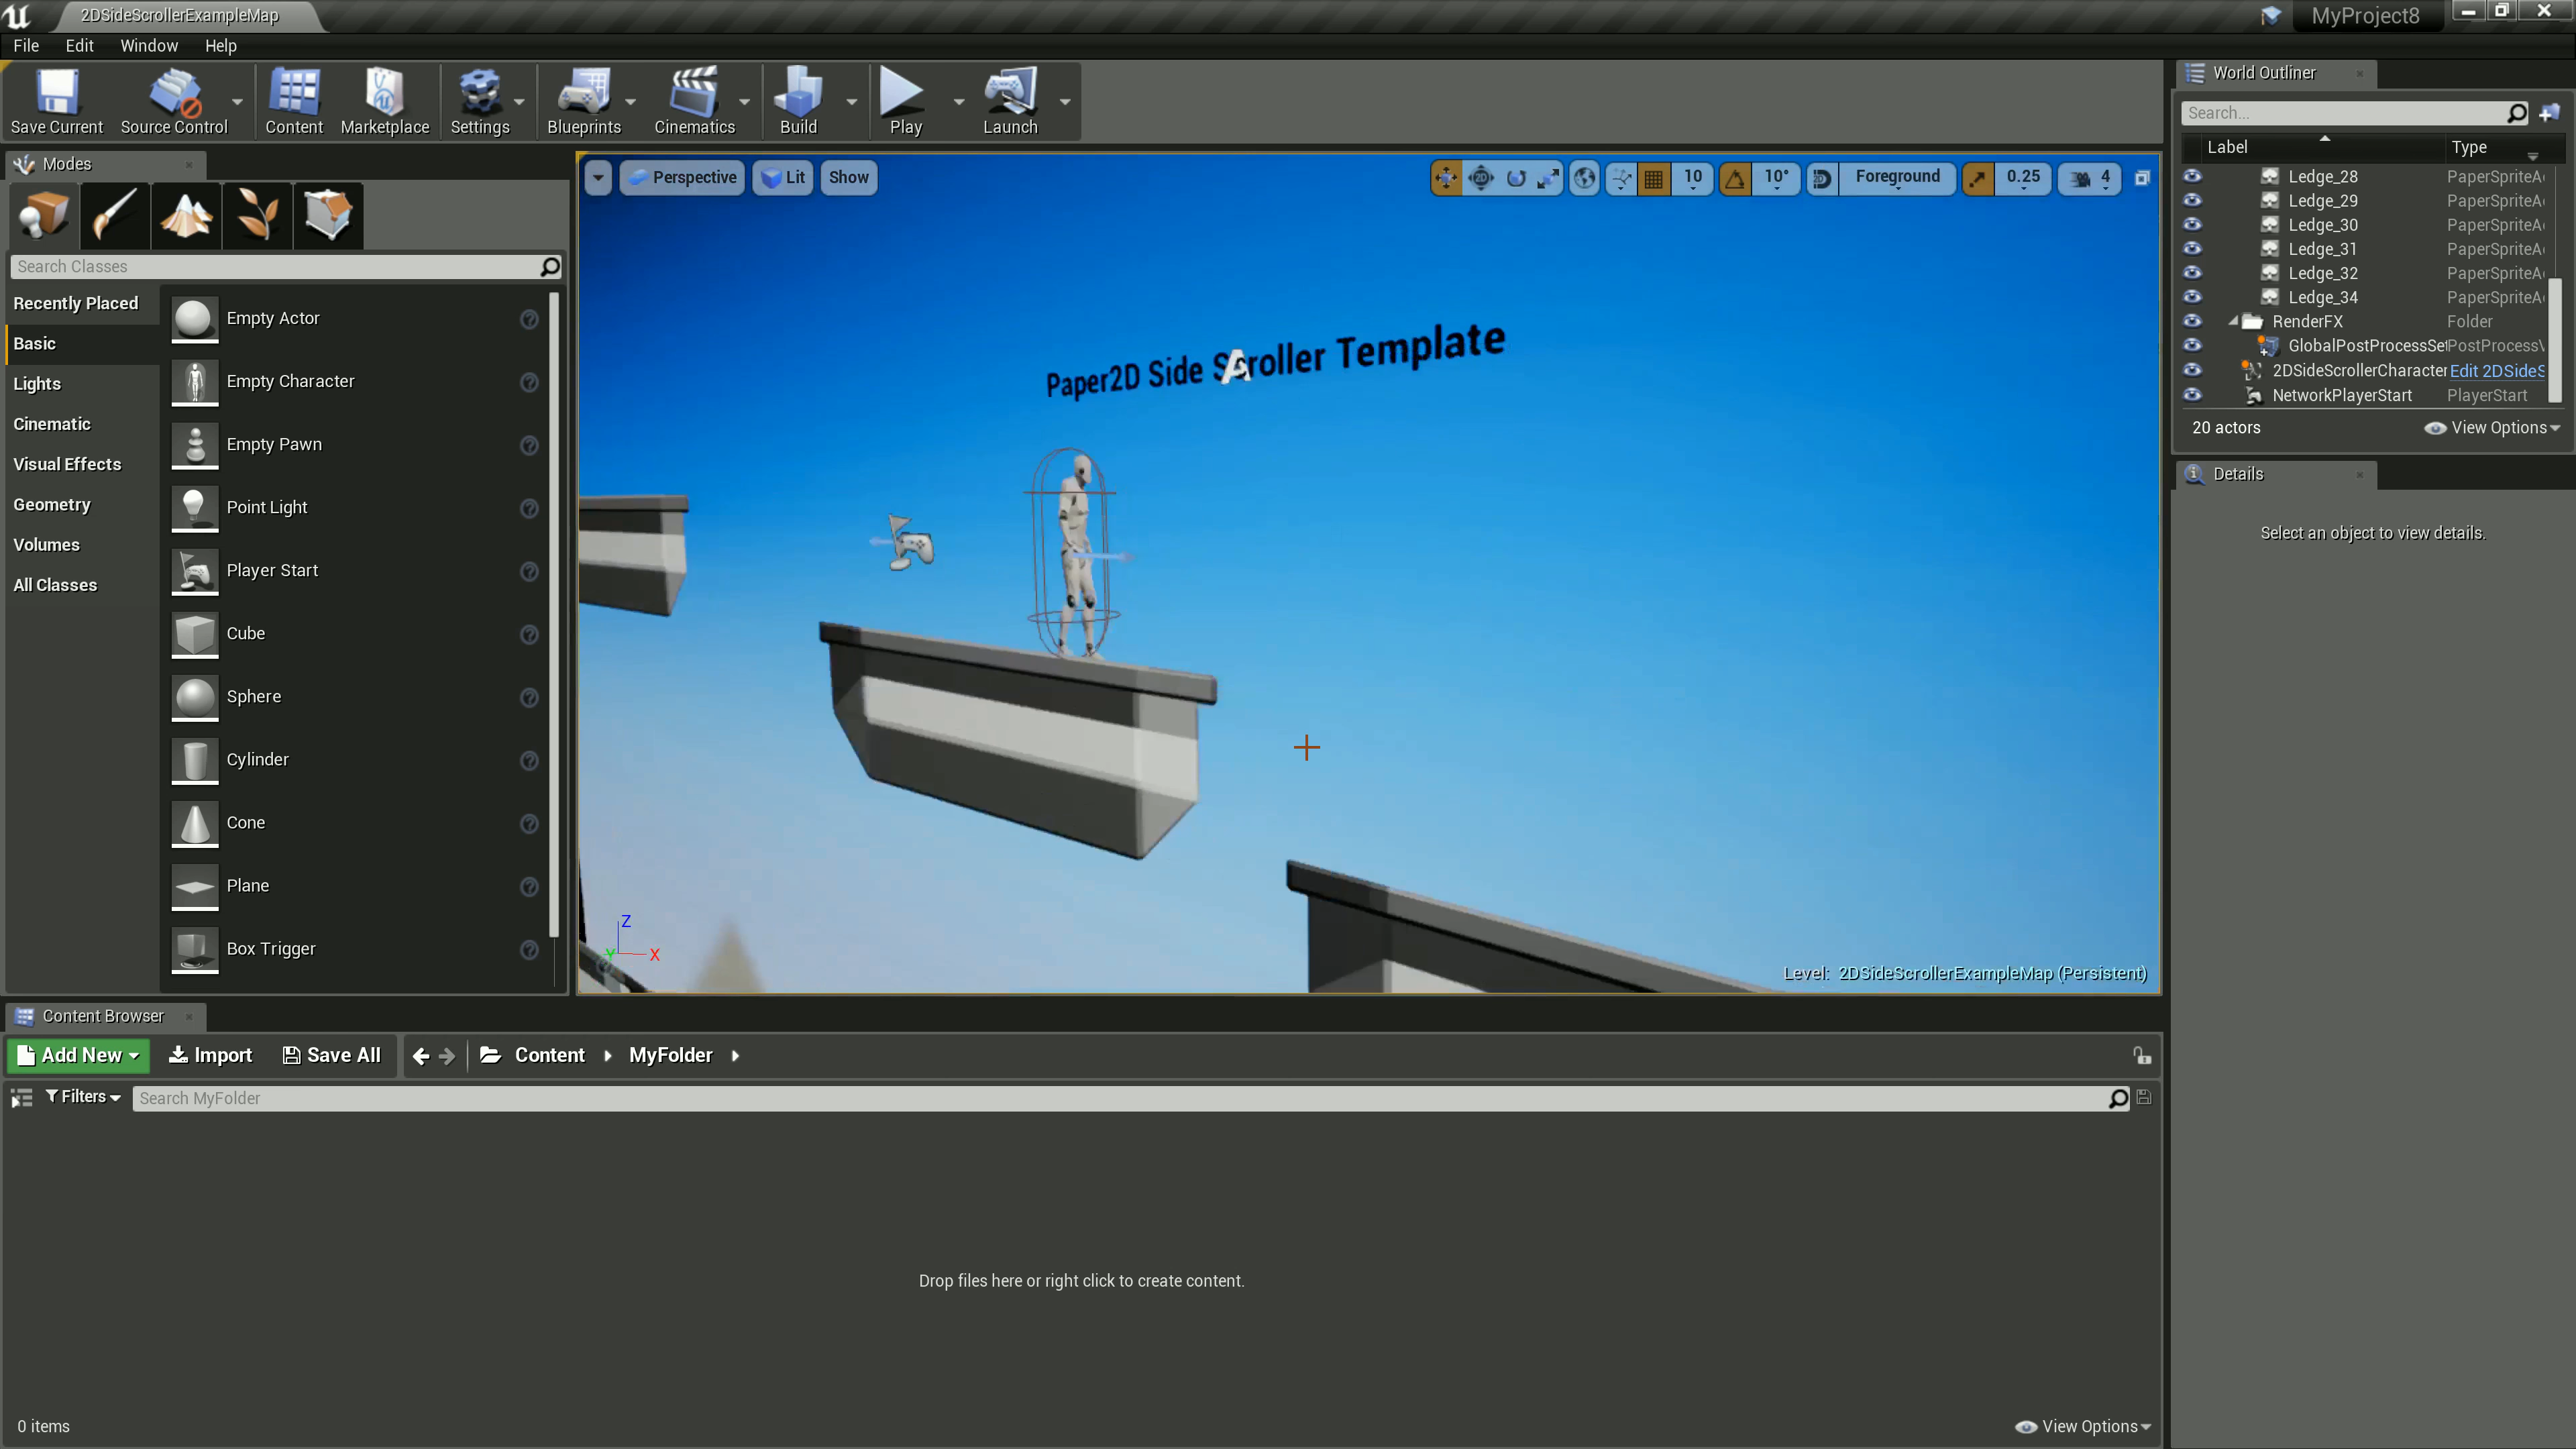 2DSideScrollerExampleMap
MyProject8
File Edit Window Help
Save Current Source Control Content Marketplace Settings Blueprints Cinematics Build Play Launch
Modes
Search Classes
Recently Placed
Basic
Lights
Cinematic
Visual Effects
Geometry
Volumes
All Classes
Empty Actor
Empty Character
Empty Pawn
Point Light
Player Start
Cube
Sphere
Cylinder
Cone
Plane
Box Trigger
Perspective Lit Show
10 10° Foreground 0.25 4
Paper2D Side Scroller Template
Z
Y X
Level: 2DSideScrollerExampleMap (Persistent)
World Outliner
Search...
Label Type
Ledge_28 PaperSpriteA
Ledge_29 PaperSpriteA
Ledge_30 PaperSpriteA
Ledge_31 PaperSpriteA
Ledge_32 PaperSpriteA
Ledge_34 PaperSpriteA
RenderFX Folder
GlobalPostProcessSet PostProcessV
2DSideScrollerCharacter Edit 2DSideS
NetworkPlayerStart PlayerStart
20 actors View Options
Details
Select an object to view details.
Content Browser
Add New Import Save All Content MyFolder
Filters Search MyFolder
Drop files here or right click to create content.
0 items View Options